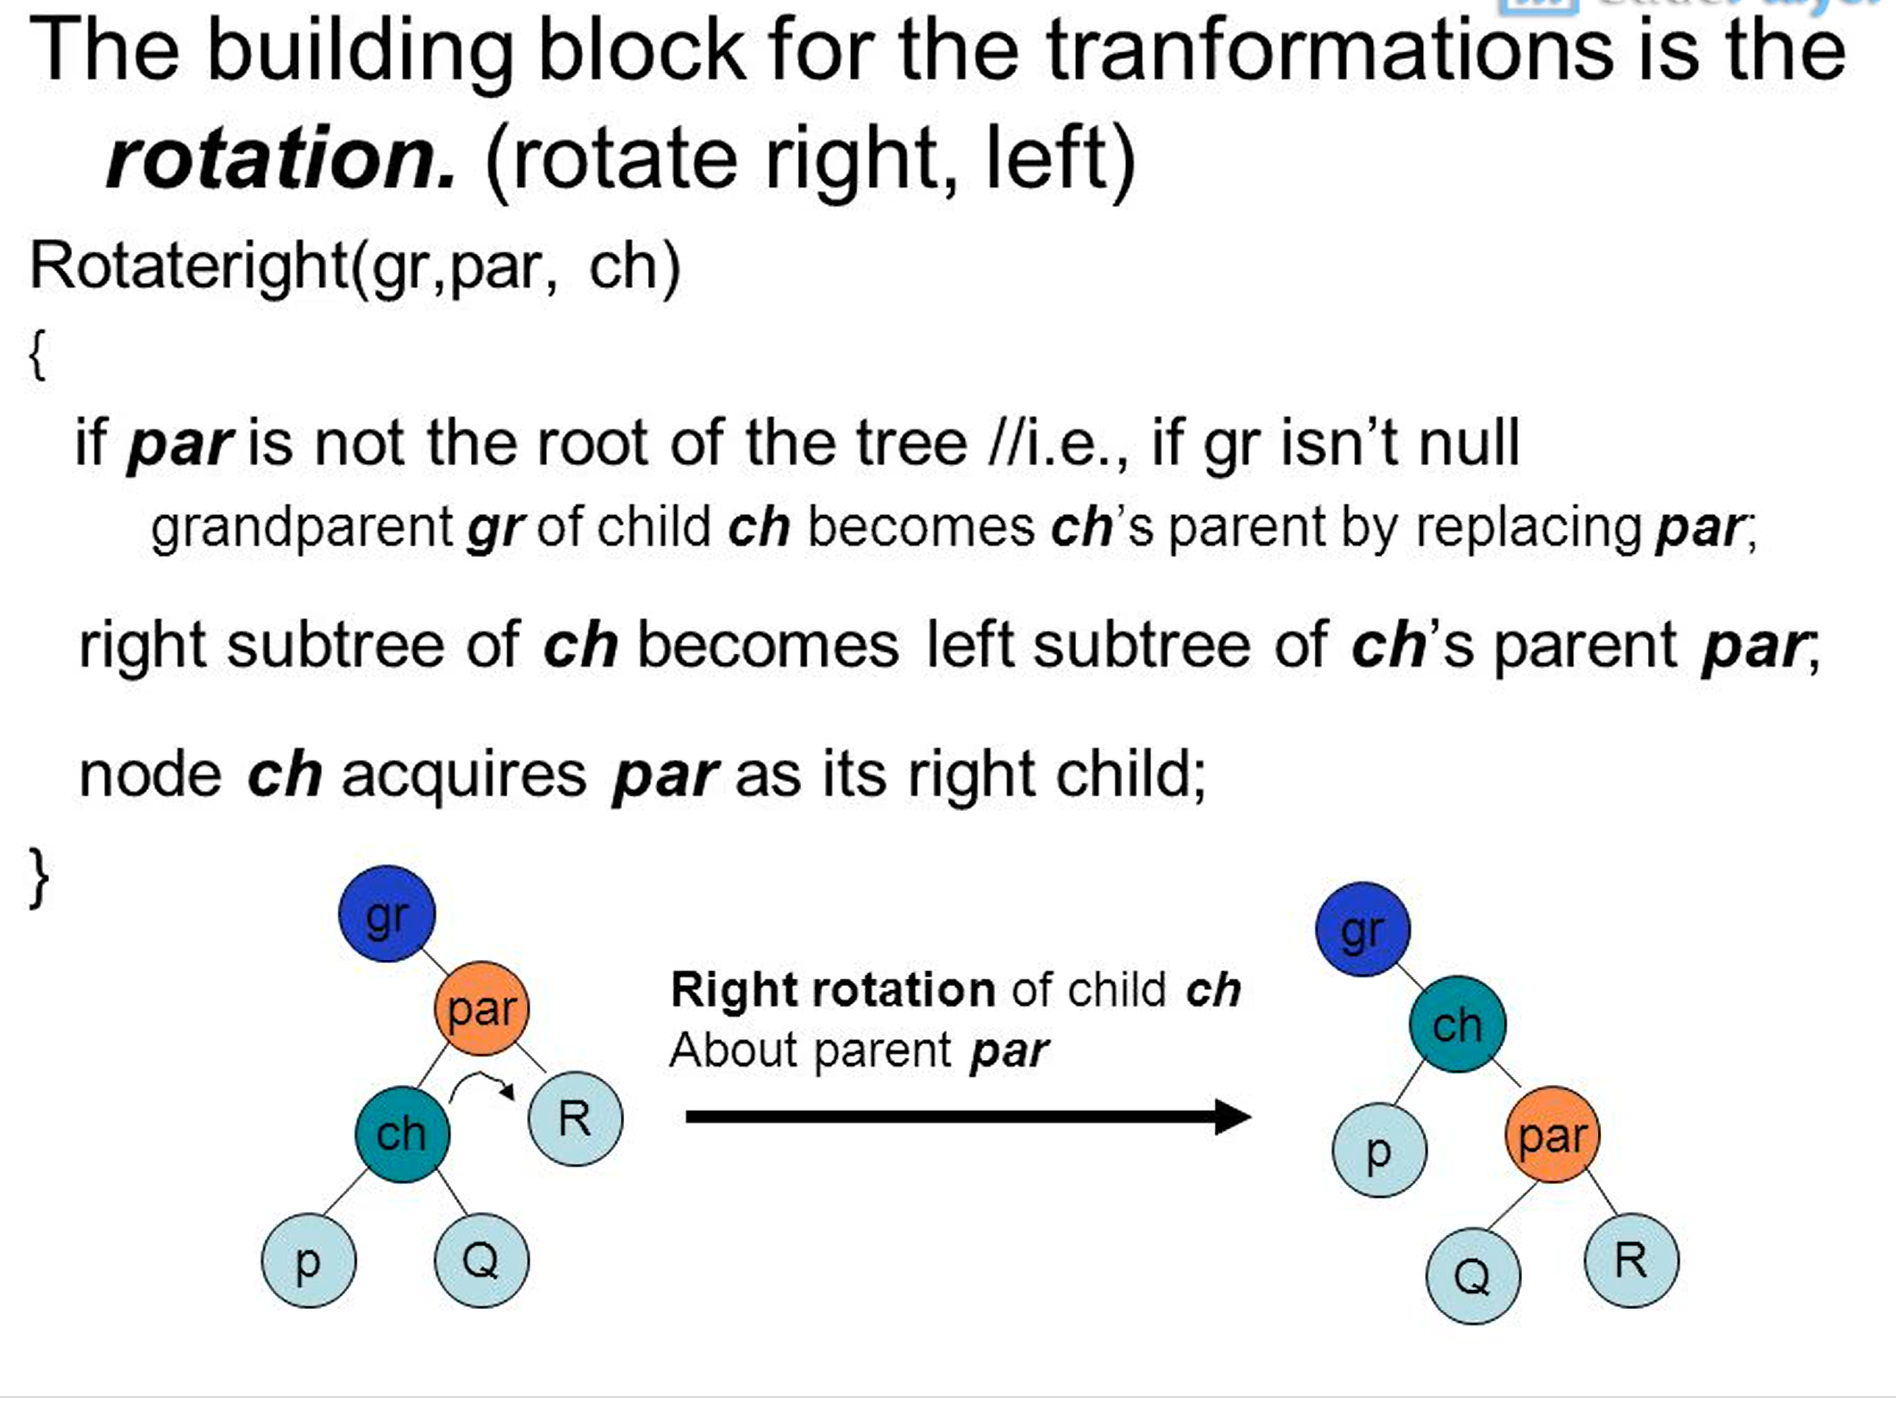 The building block for the tranformations is the
rotation. (rotate right, left)
Rotateright(gr,par, ch)
{
if par is not the root of the tree //i.e., if gr isn't null
grandparent gr of child ch becomes ch's parent by replacing par;
right subtree of ch becomes left subtree of ch's parent par;
node ch acquires par as its right child;
}
gr
par
ch
R
p
Q
Right rotation of child ch
About parent par
gr
ch
p
par
Q
R